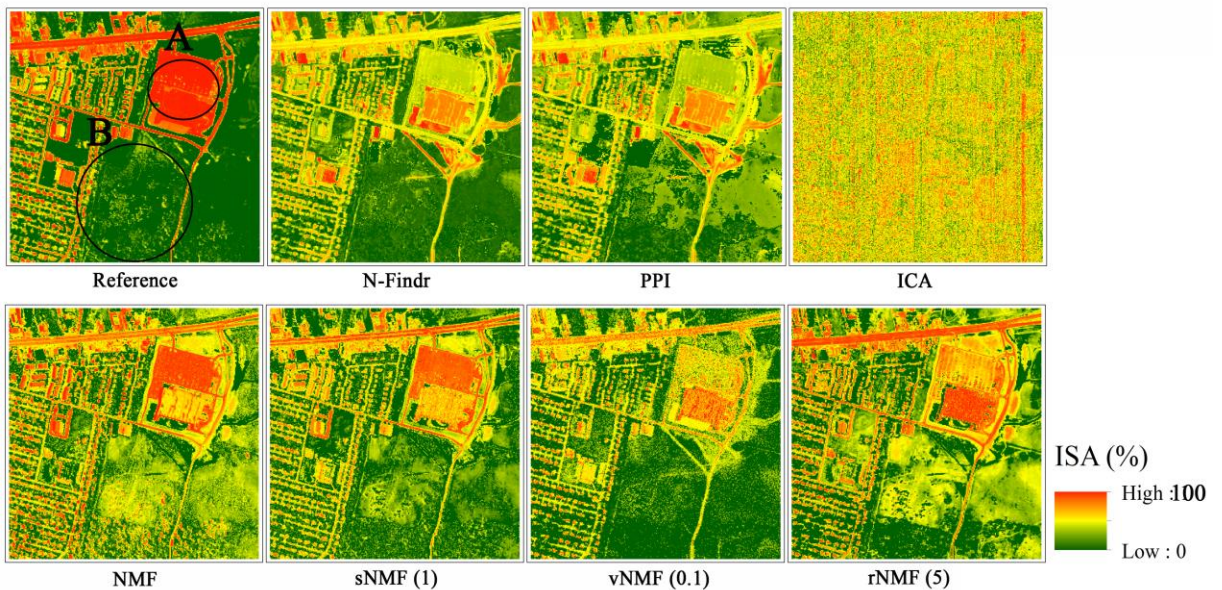 A
B
Reference
N-Findr
PPI
ICA
NMF
sNMF (1)
vNMF (0.1)
rNMF (5)
ISA (%)
High : 100
Low : 0